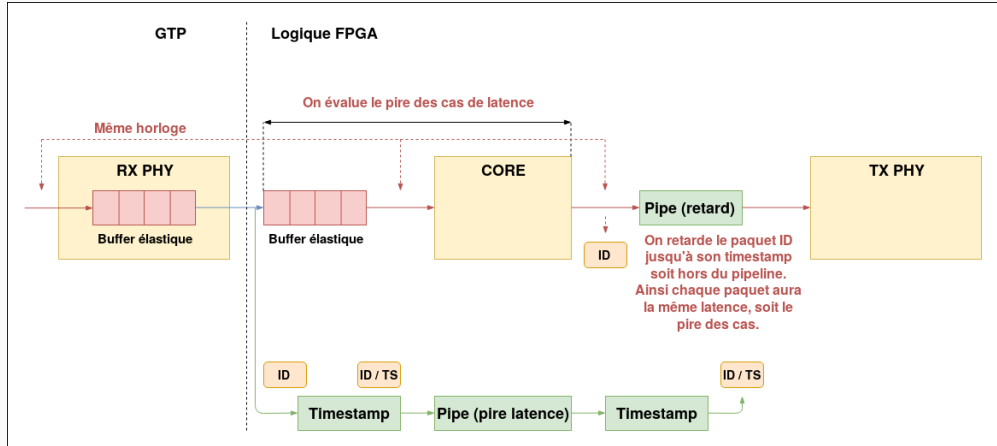 GTP
Logique FPGA
On évalue le pire des cas de latence
Même horloge
RX PHY
Buffer élastique
Buffer élastique
CORE
Pipe (retard)
TX PHY
ID
On retarde le paquet ID
jusqu'à son timestamp
soit hors du pipeline.
Ainsi chaque paquet aura
la même latence, soit le
pire des cas.
ID
ID / TS
ID / TS
Timestamp
Pipe (pire latence)
Timestamp